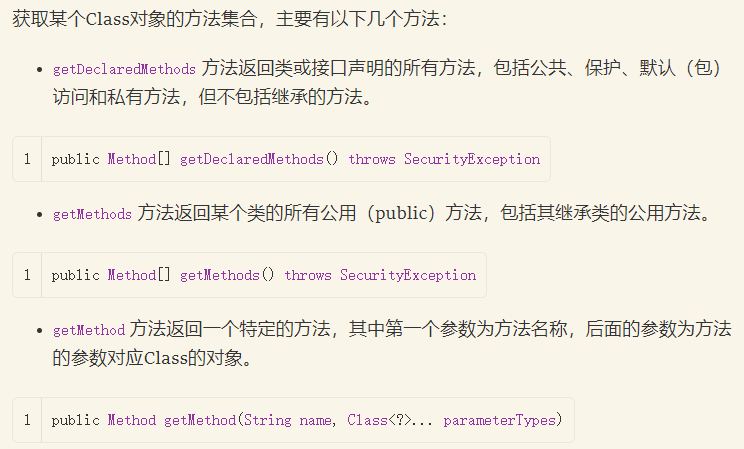 获取某个Class对象的方法集合，主要有以下几个方法：
• getDeclaredMethods 方法返回类或接口声明的所有方法，包括公共、保护、默认（包）
访问和私有方法，但不包括继承的方法。
1 public Method[] getDeclaredMethods() throws SecurityException
• getMethods 方法返回某个类的所有公用（public）方法，包括其继承类的公用方法。
1 public Method[] getMethods() throws SecurityException
• getMethod 方法返回一个特定的方法，其中第一个参数为方法名称，后面的参数为方法
的参数对应Class的对象。
1 public Method getMethod(String name, Class<?>... parameterTypes)